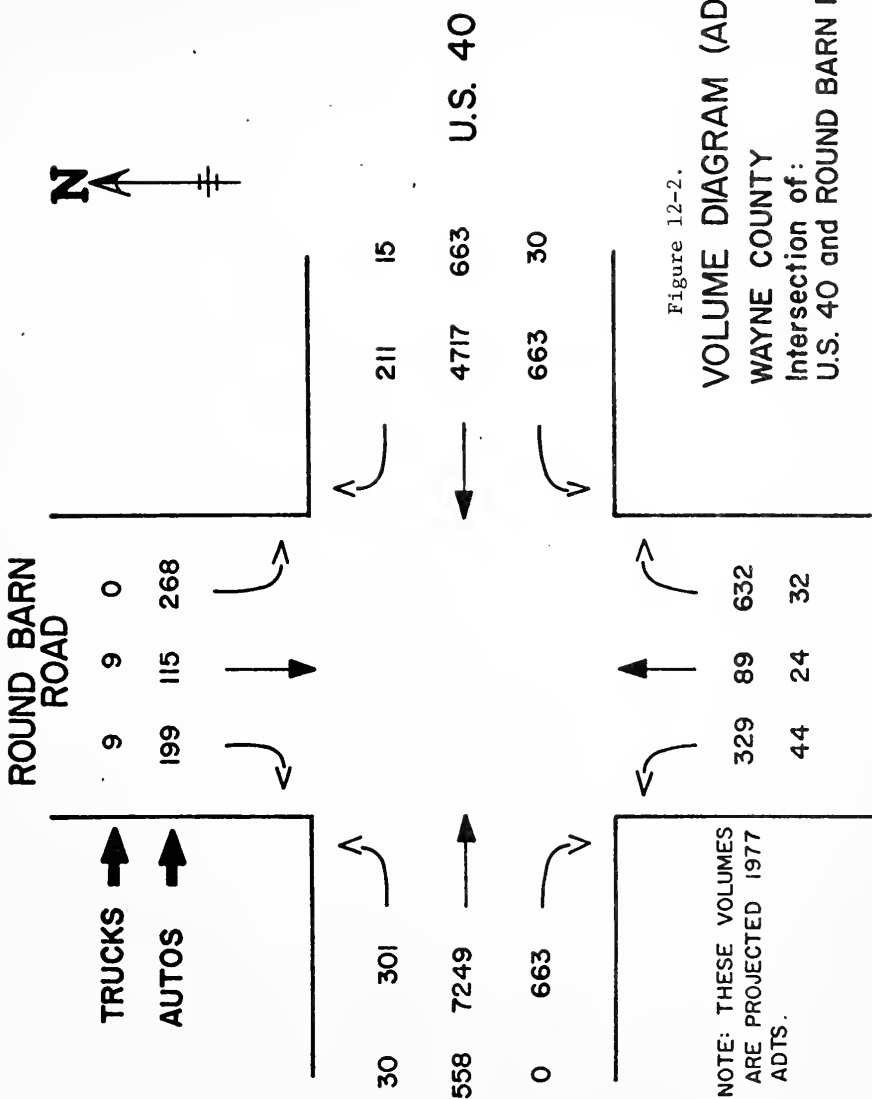 ROUND BARN
ROAD
N
TRUCKS
9 9 0
AUTOS
199 115 268
U.S. 40
30 301
211 15
558 7249
4717 663
0 663
663 30
NOTE: THESE VOLUMES
ARE PROJECTED 1977
ADTS.
329 89 632
44 24 32
Figure 12-2.
VOLUME DIAGRAM (AD
WAYNE COUNTY
Intersection of:
U.S. 40 and ROUND BARN